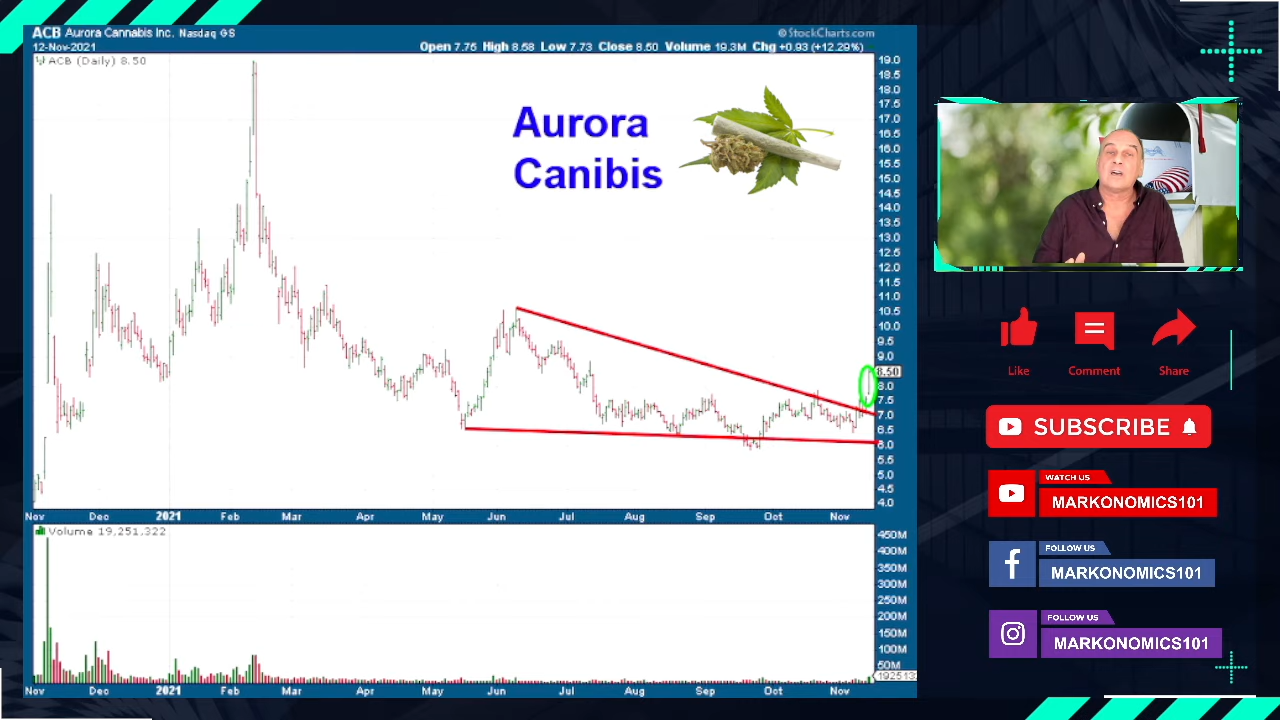 ACB Aurora Cannabis Inc. Nasdaq GS
© StockCharts.com
12-Nov-2021
Open 7.75 High 8.58 Low 7.73 Close 8.50 Volume 19.3M Chg +0.93 (+12.29%)
ACB (Daily) 8.50
Aurora
Canibis
19.0
18.5
18.0
17.5
17.0
16.5
16.0
15.5
15.0
14.5
14.0
13.5
13.0
12.5
12.0
11.5
11.0
10.5
10.0
9.5
9.0
8.50
8.0
7.5
7.0
6.5
6.0
5.5
5.0
4.5
4.0
Nov Dec 2021 Feb Mar Apr May Jun Jul Aug Sep Oct Nov
Volume 19,251,322
450M
400M
350M
300M
250M
200M
150M
100M
50M
1925132
Nov Dec 2021 Feb Mar Apr May Jun Jul Aug Sep Oct Nov
Like Comment Share
SUBSCRIBE
WATCH US
MARKONOMICS101
FOLLOW US
MARKONOMICS101
FOLLOW US
MARKONOMICS101